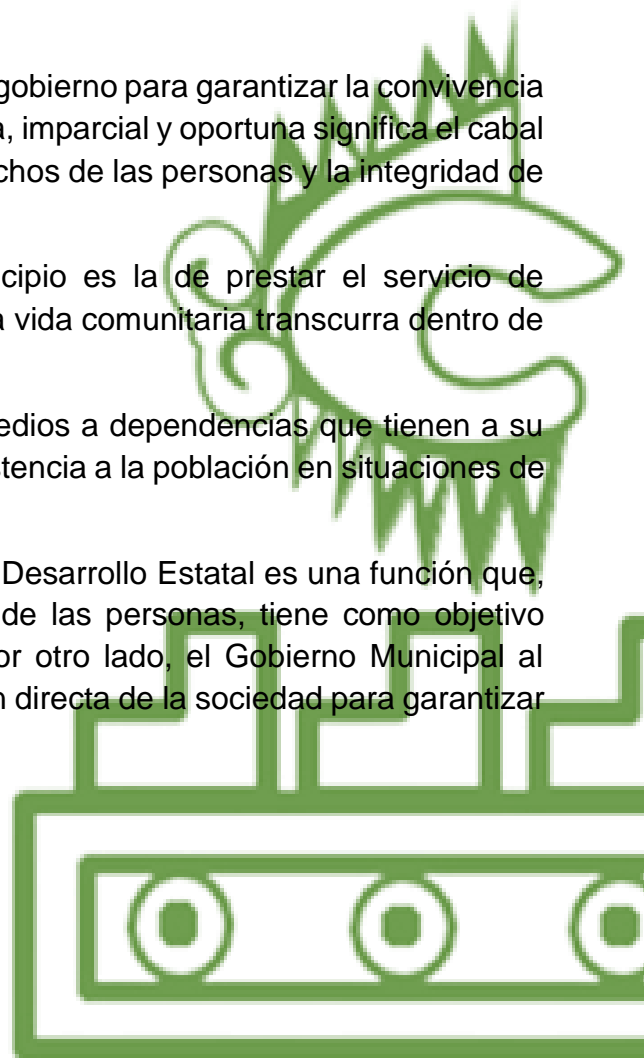 gobierno para garantizar la convivencia
, imparcial y oportuna significa el cabal
chos de las personas y la integridad de
cipio es la de prestar el servicio de
a vida comunitaria transcurra dentro de
edios a dependencias que tienen a su
stencia a la población en situaciones de
Desarrollo Estatal es una función que,
de las personas, tiene como objetivo
or otro lado, el Gobierno Municipal al
n directa de la sociedad para garantizar